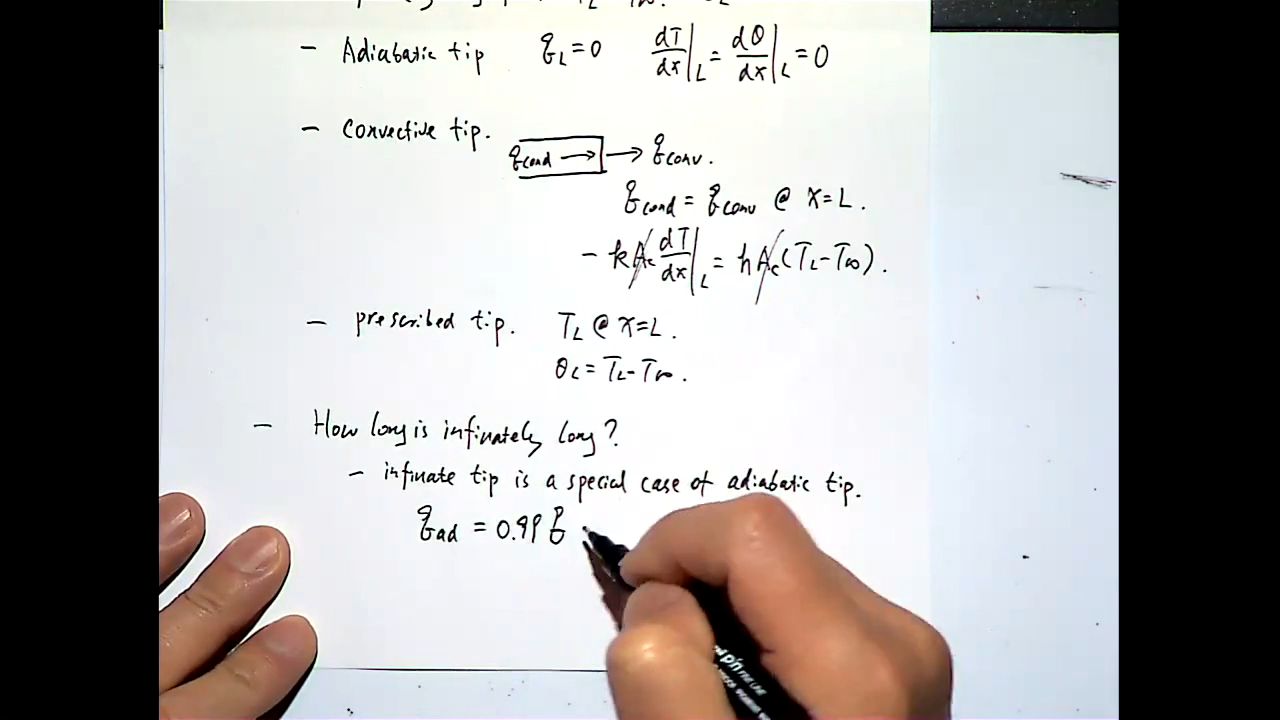 - Adiabatic tip q_L = 0 dT/dx|_L = dθ/dx|_L = 0
- Convective tip.
q_cond → → q_conv.
q_cond = q_conv @ x=L.
- kA_c dT/dx|_L = hA_c(T_L - T_∞).
- prescribed tip. T_L @ x=L.
θ_L = T_L - T_∞.
- How long is infinately long?
- infinate tip is a special case of adiabatic tip.
q_ad = 0.99 q